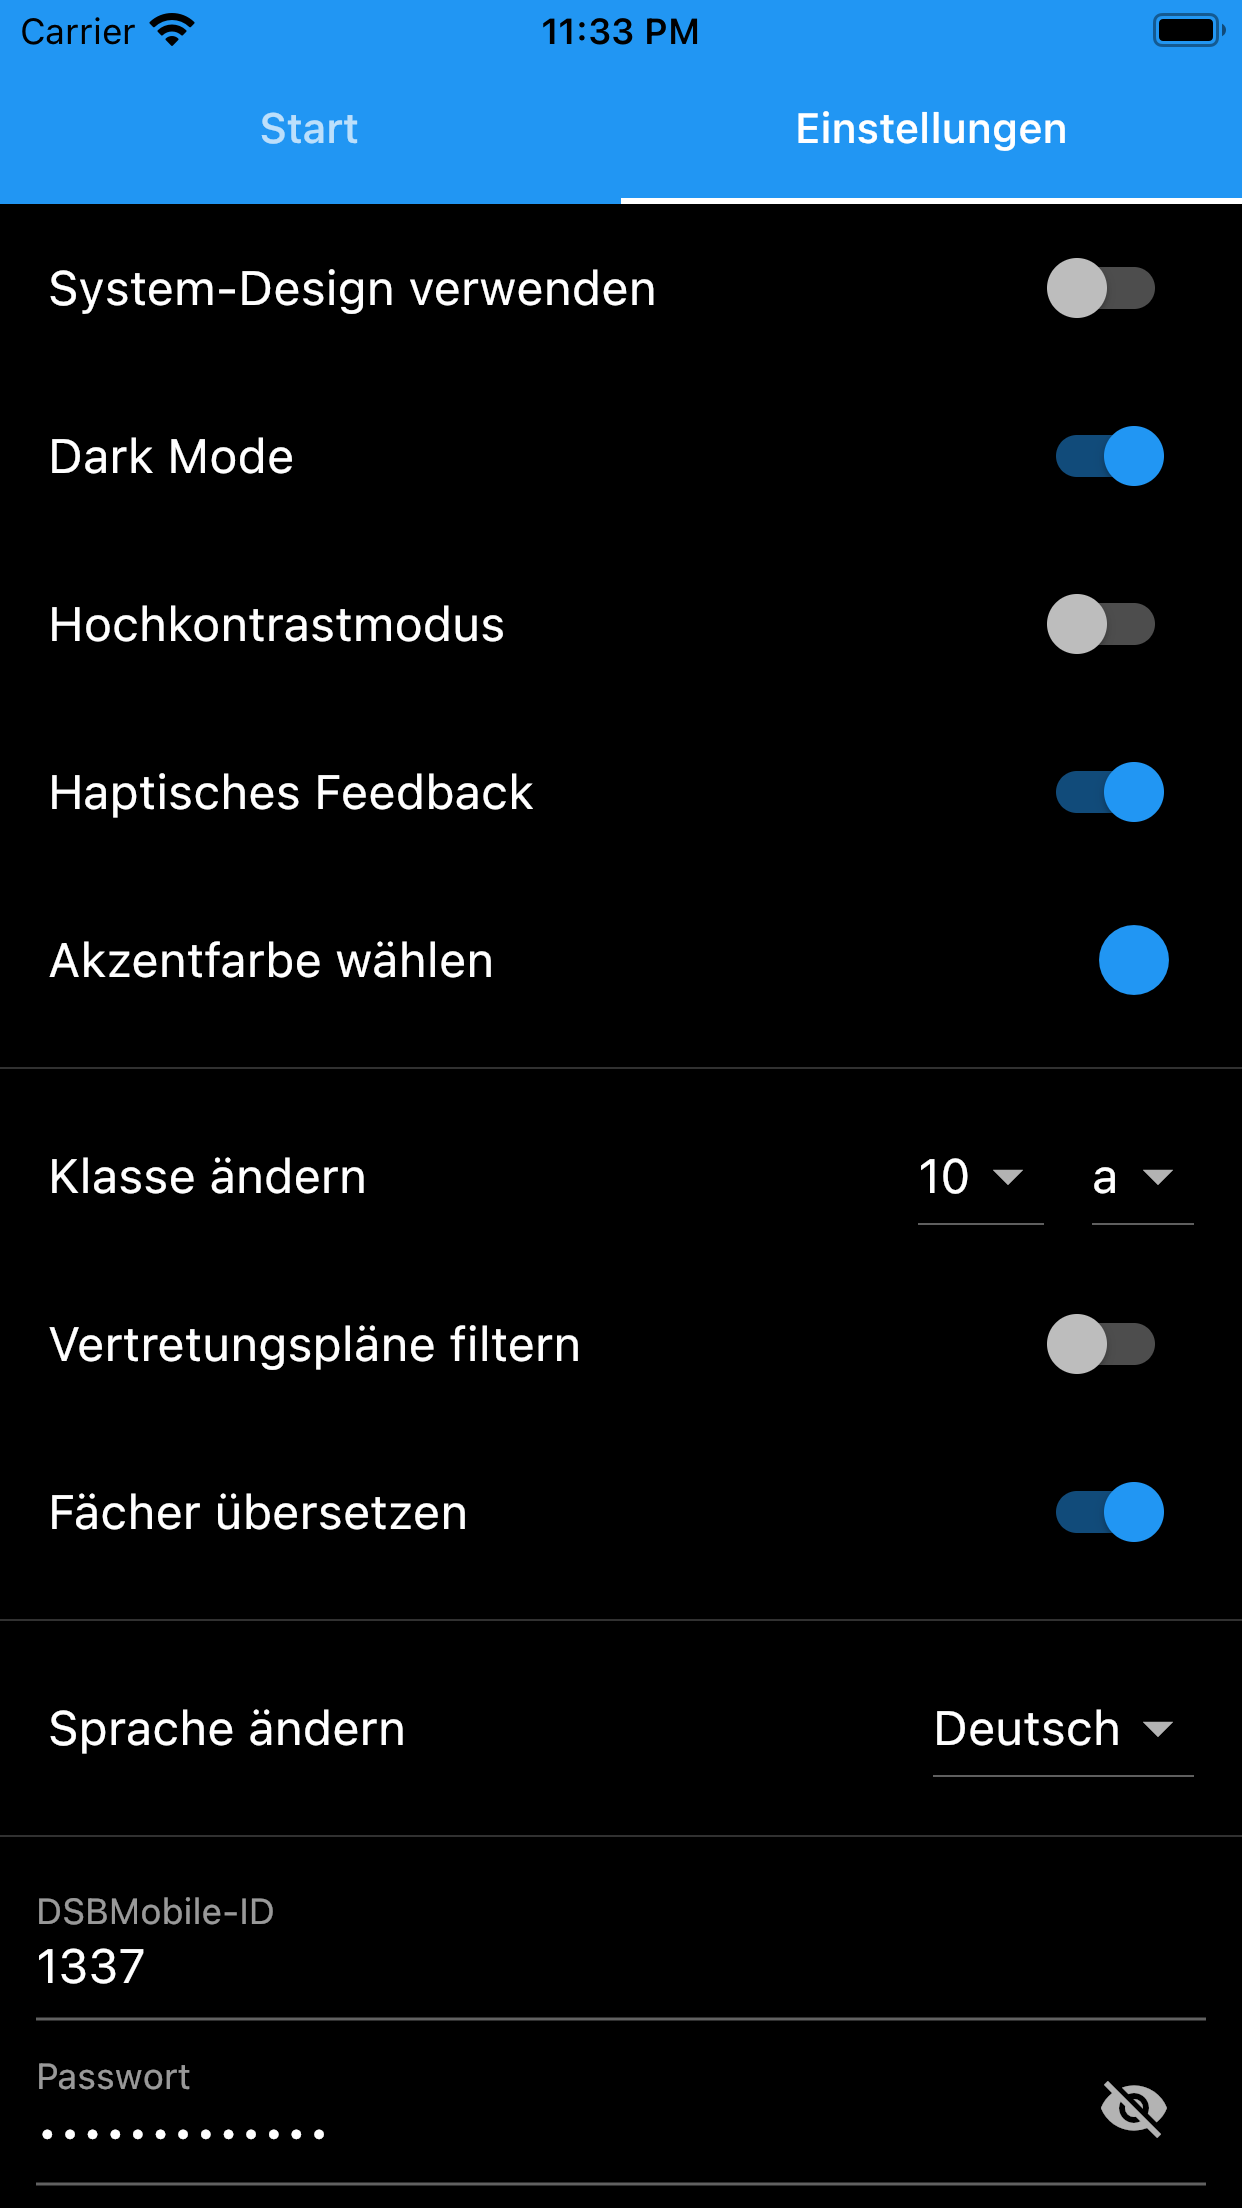 Carrier 11:33 PM
Start Einstellungen
System-Design verwenden
Dark Mode
Hochkontrastmodus
Haptisches Feedback
Akzentfarbe wählen
Klasse ändern 10 a
Vertretungspläne filtern
Fächer übersetzen
Sprache ändern Deutsch
DSBMobile-ID
1337
Passwort
•••••••••••••